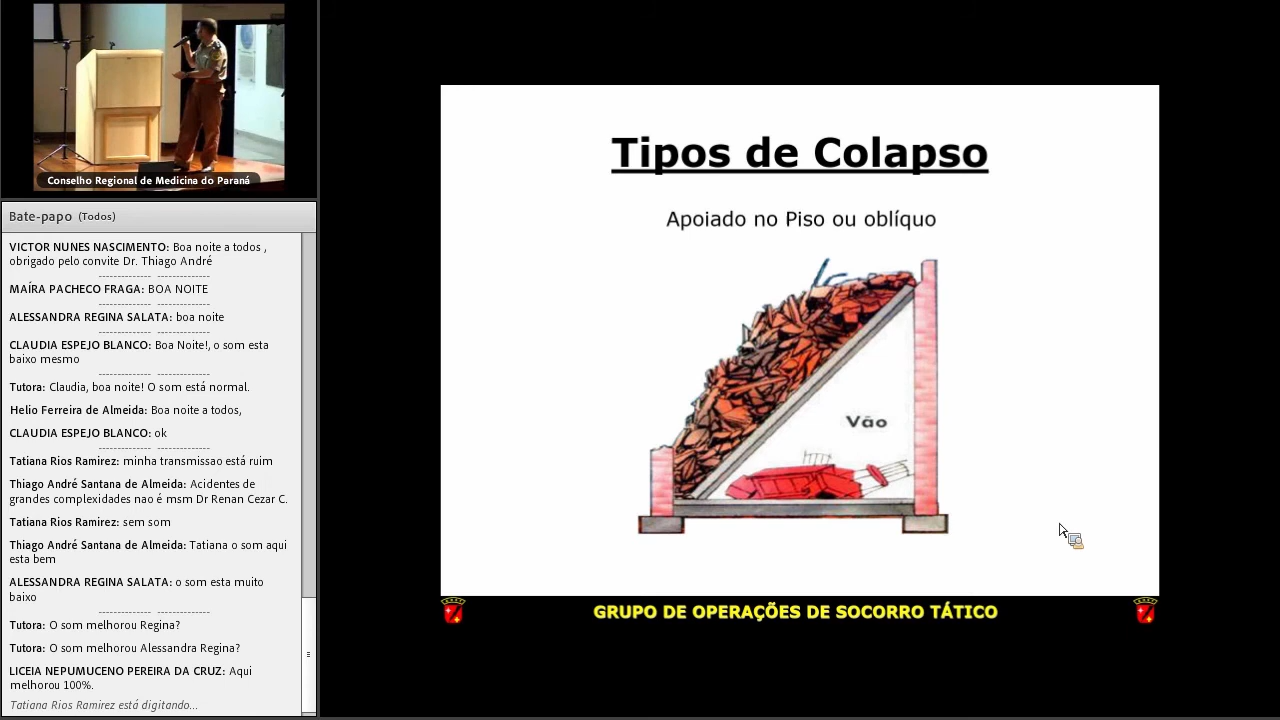 Conselho Regional de Medicina do Paraná
Bate-papo (Todos)
VICTOR NUNES NASCIMENTO: Boa noite a todos ,
obrigado pelo convite Dr. Thiago André
-------------- --------------
MAÍRA PACHECO FRAGA: BOA NOITE
-------------- --------------
ALESSANDRA REGINA SALATA: boa noite
-------------- --------------
CLAUDIA ESPEJO BLANCO: Boa Noite!, o som esta
baixo mesmo
-------------- --------------
Tutora: Claudia, boa noite! O som está normal.
Helio Ferreira de Almeida: Boa noite a todos,
CLAUDIA ESPEJO BLANCO: ok
-------------- --------------
Tatiana Rios Ramirez: minha transmissao está ruim
Thiago André Santana de Almeida: Acidentes de
grandes complexidades nao é msm Dr Renan Cezar C.
Tatiana Rios Ramirez: sem som
Thiago André Santana de Almeida: Tatiana o som aqui
esta bem
ALESSANDRA REGINA SALATA: o som esta muito
baixo
-------------- --------------
Tutora: O som melhorou Regina?
Tutora: O som melhorou Alessandra Regina?
LICEIA NEPUMUCENO PEREIRA DA CRUZ: Aqui
melhorou 100%.
Tatiana Rios Ramirez está digitando...
Tipos de Colapso
Apoiado no Piso ou oblíquo
Vão
GRUPO DE OPERAÇÕES DE SOCORRO TÁTICO